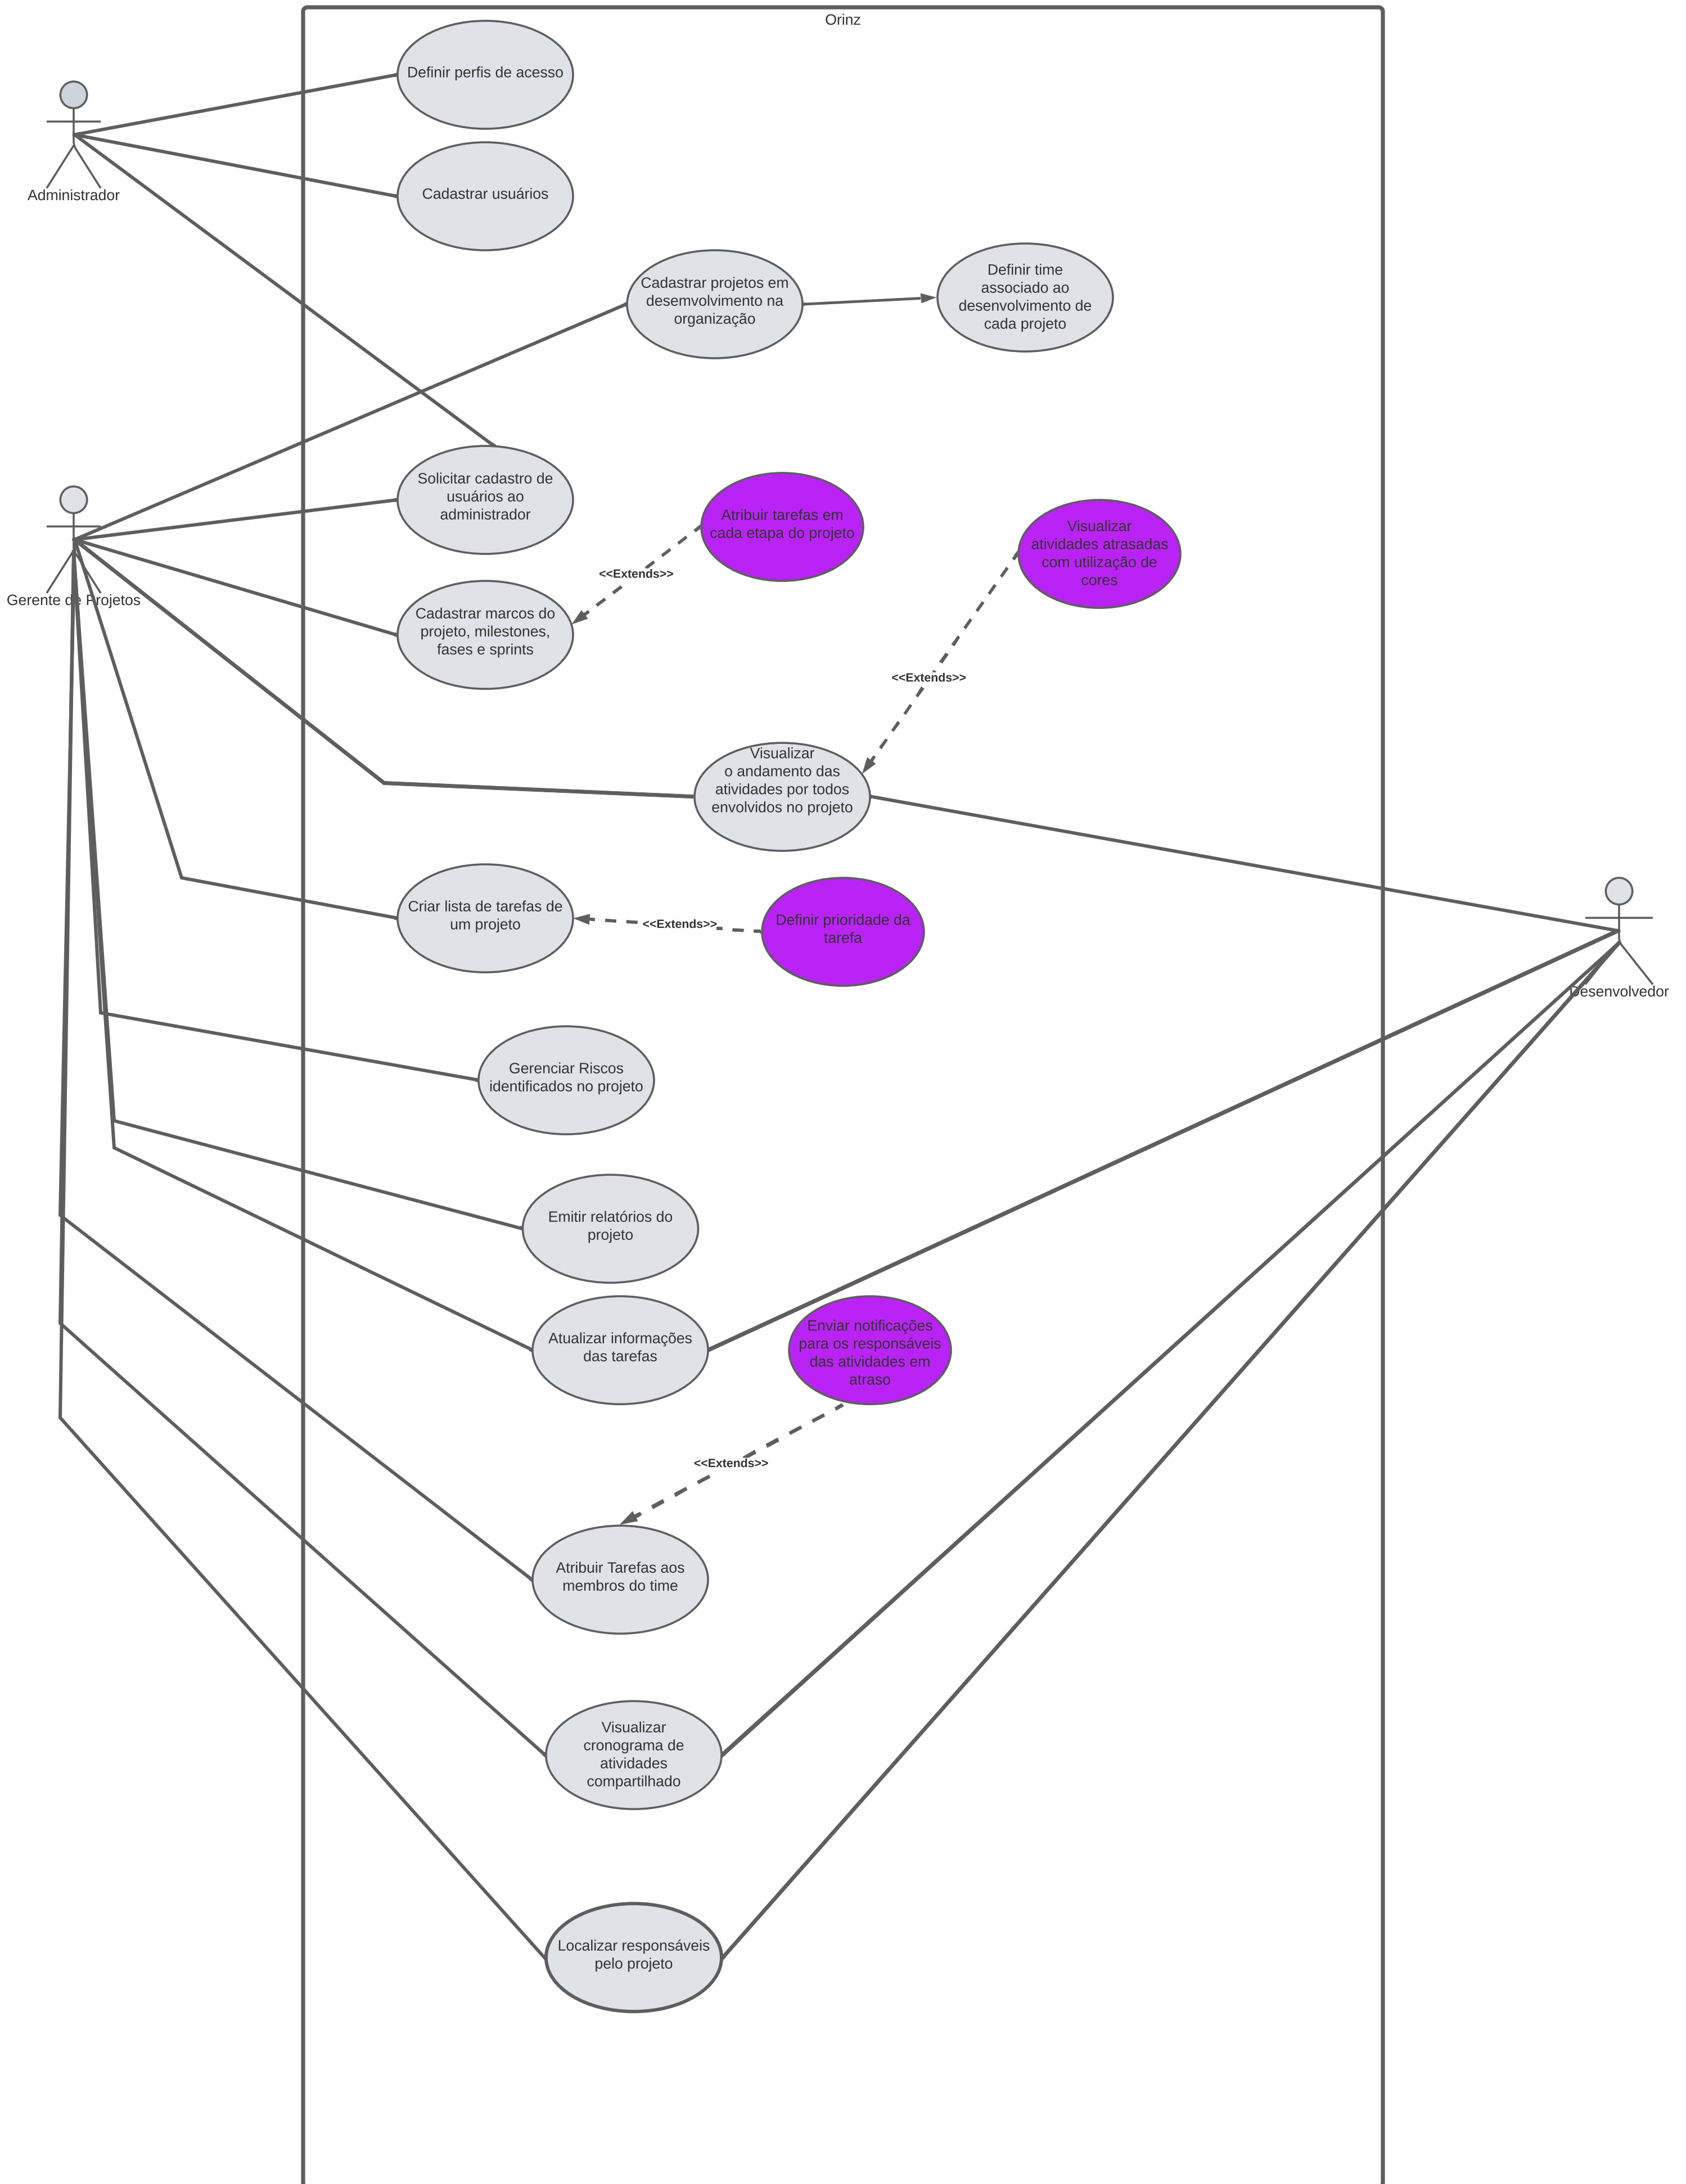 Orinz
Definir perfis de acesso
Administrador
Cadastrar usuários
Cadastrar projetos em
desemvolvimento na
organização
Definir time
associado ao
desenvolvimento de
cada projeto
Solicitar cadastro de
usuários ao
administrador
Atribuir tarefas em
cada etapa do projeto
Visualizar
atividades atrasadas
com utilização de
cores
<<Extends>>
Gerente de Projetos
Cadastrar marcos do
projeto, milestones,
fases e sprints
<<Extends>>
Visualizar
o andamento das
atividades por todos
envolvidos no projeto
Criar lista de tarefas de
um projeto
<<Extends>>
Definir prioridade da
tarefa
Desenvolvedor
Gerenciar Riscos
identificados no projeto
Emitir relatórios do
projeto
Atualizar informações
das tarefas
Enviar notificações
para os responsáveis
das atividades em
atraso
<<Extends>>
Atribuir Tarefas aos
membros do time
Visualizar
cronograma de
atividades
compartilhado
Localizar responsáveis
pelo projeto